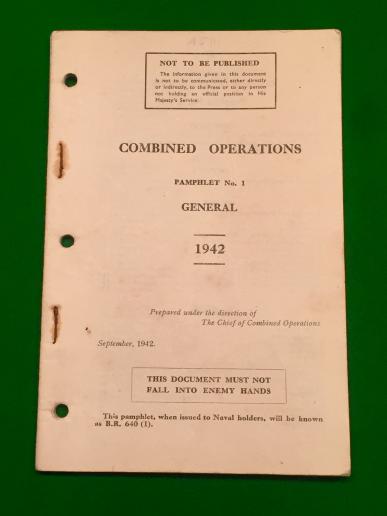 NOT TO BE PUBLISHED
The information given in this document
is not to be communicated, either directly
or indirectly, to the Press or to any person
not holding an official position in His
Majesty's Service.
COMBINED OPERATIONS
PAMPHLET No. 1
GENERAL
1942
Prepared under the direction of
The Chief of Combined Operations
September, 1942.
THIS DOCUMENT MUST NOT
FALL INTO ENEMY HANDS
This pamphlet, when issued to Naval holders, will be known
as B.R. 640 (1).